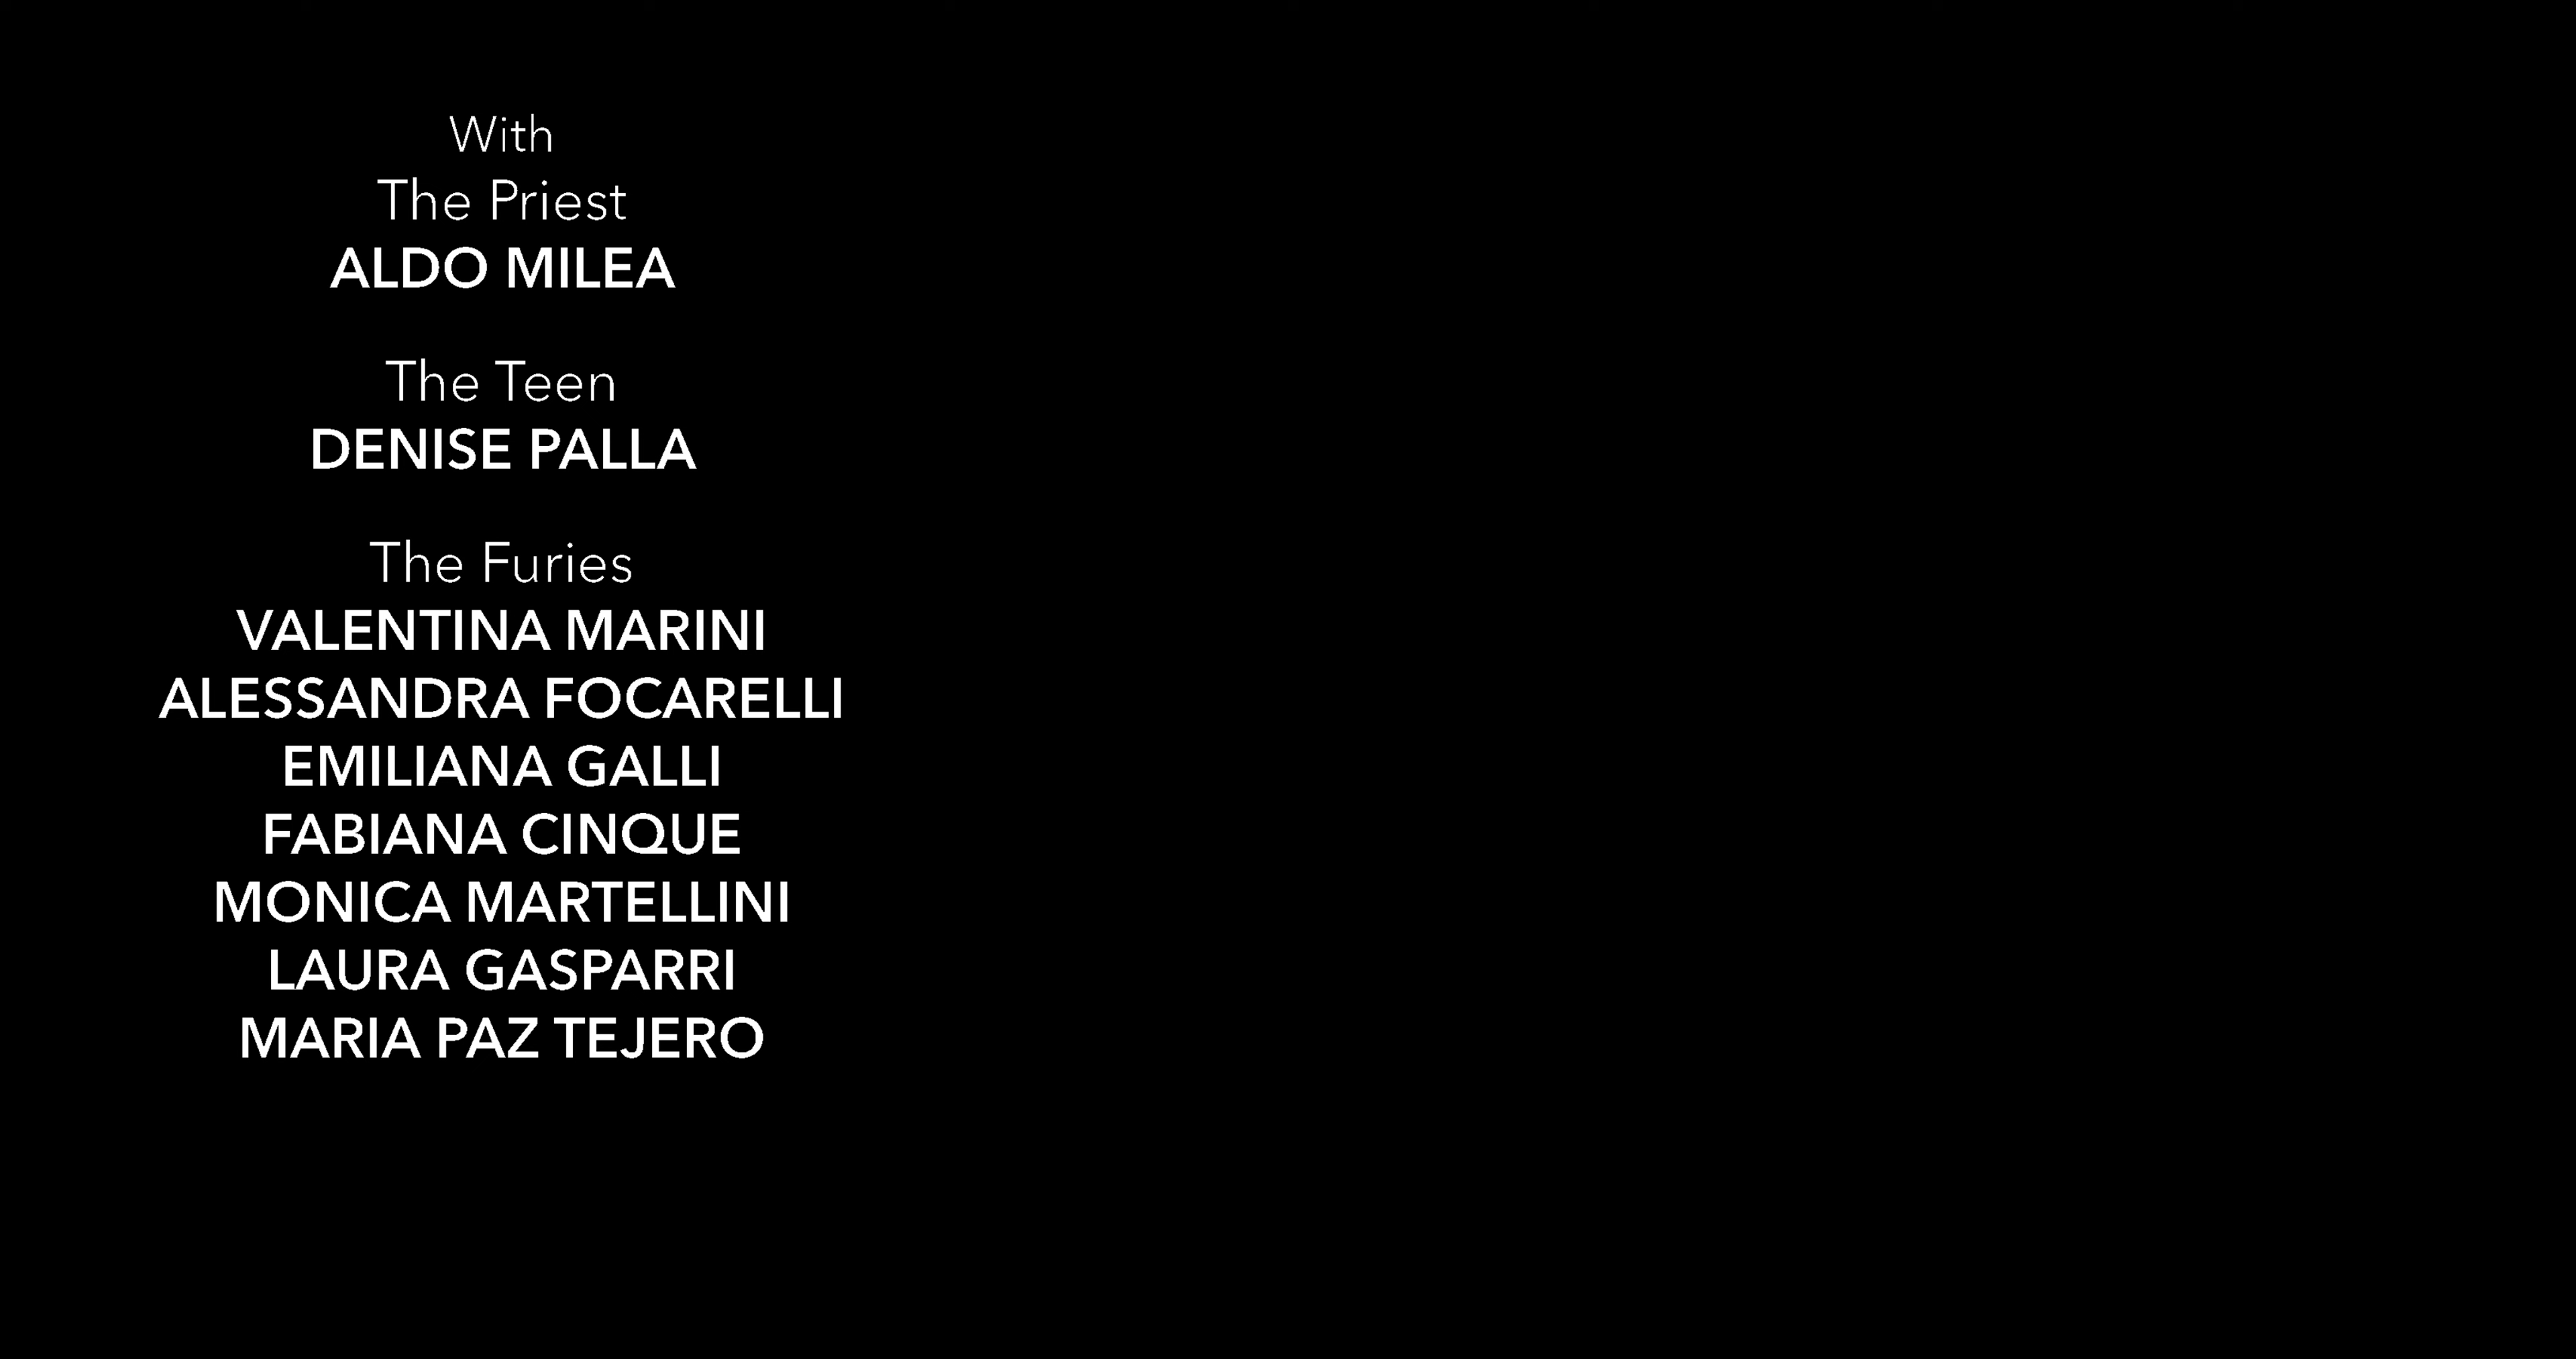 With
The Priest
ALDO MILEA
The Teen
DENISE PALLA
The Furies
VALENTINA MARINI
ALESSANDRA FOCARELLI
EMILIANA GALLI
FABIANA CINQUE
MONICA MARTELLINI
LAURA GASPARRI
MARIA PAZ TEJERO